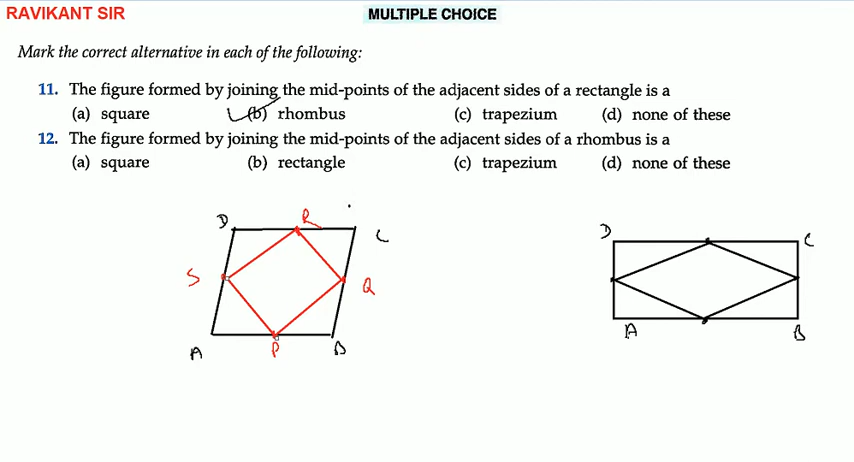 RAVIKANT SIR
MULTIPLE CHOICE
Mark the correct alternative in each of the following:
11. The figure formed by joining the mid-points of the adjacent sides of a rectangle is a
(a) square (b) rhombus (c) trapezium (d) none of these
12. The figure formed by joining the mid-points of the adjacent sides of a rhombus is a
(a) square (b) rectangle (c) trapezium (d) none of these
D R C
S Q
A P B
D C
A B